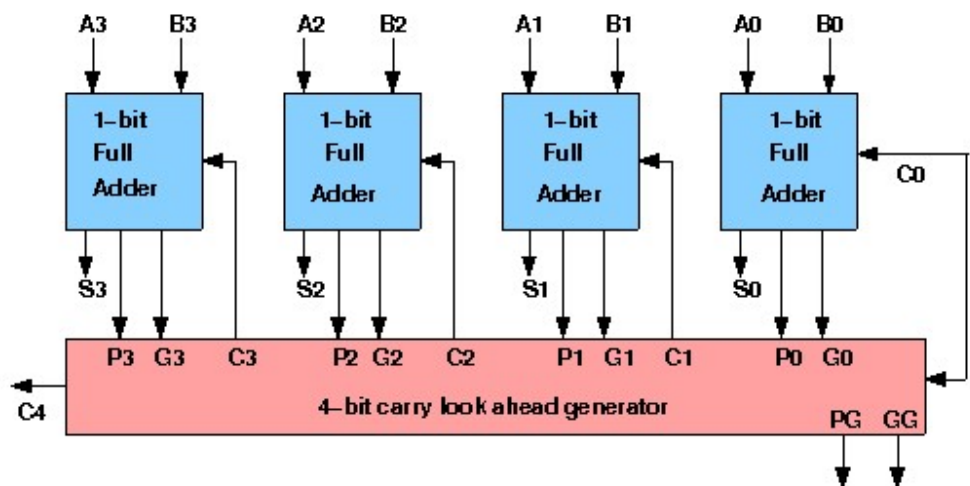 A3 B3 A2 B2 A1 B1 A0 B0
1-bit Full Adder
1-bit Full Adder
1-bit Full Adder
1-bit Full Adder
C0
S3 S2 S1 S0
P3 G3 C3 P2 G2 C2 P1 G1 C1 P0 G0
4-bit carry look ahead generator
C4
PG GG